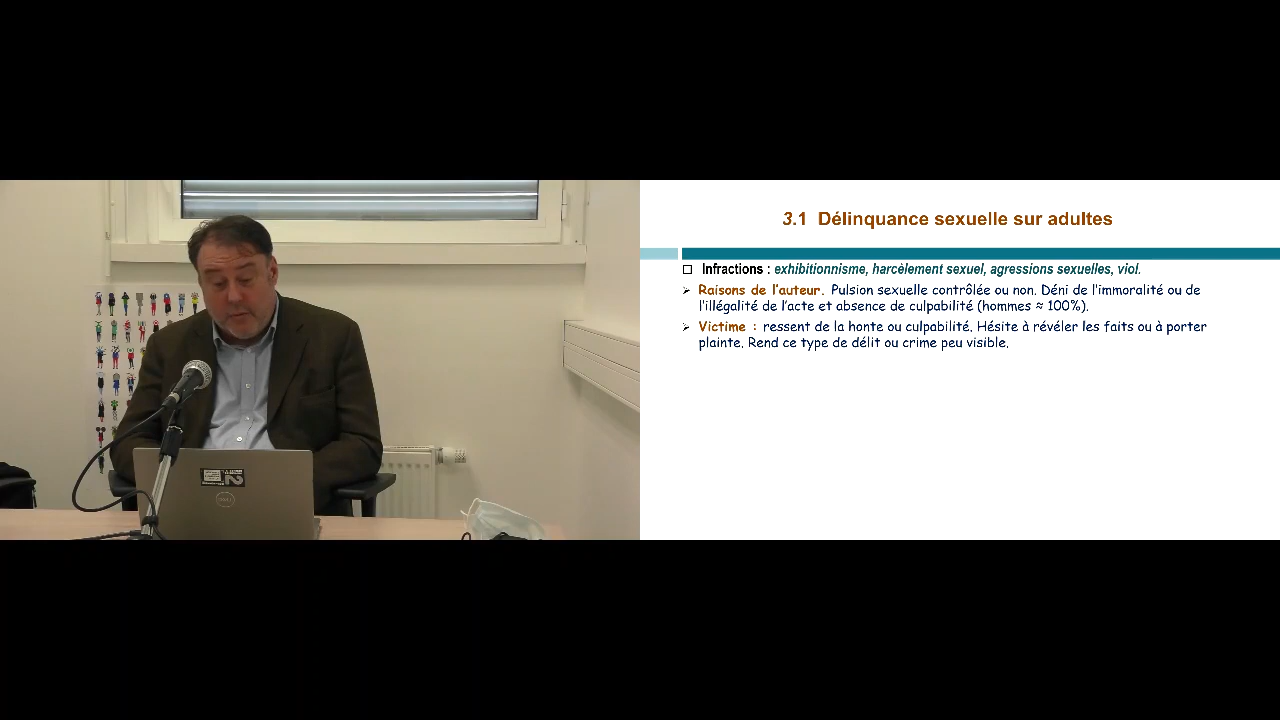 3.1 Délinquance sexuelle sur adultes
Infractions : exhibitionnisme, harcèlement sexuel, agressions sexuelles, viol.
Raisons de l'auteur. Pulsion sexuelle contrôlée ou non. Déni de l'immoralité ou de
l'illégalité de l'acte et absence de culpabilité (hommes ≈ 100%).
Victime : ressent de la honte ou culpabilité. Hésite à révéler les faits ou à porter
plainte. Rend ce type de délit ou crime peu visible.
DELL